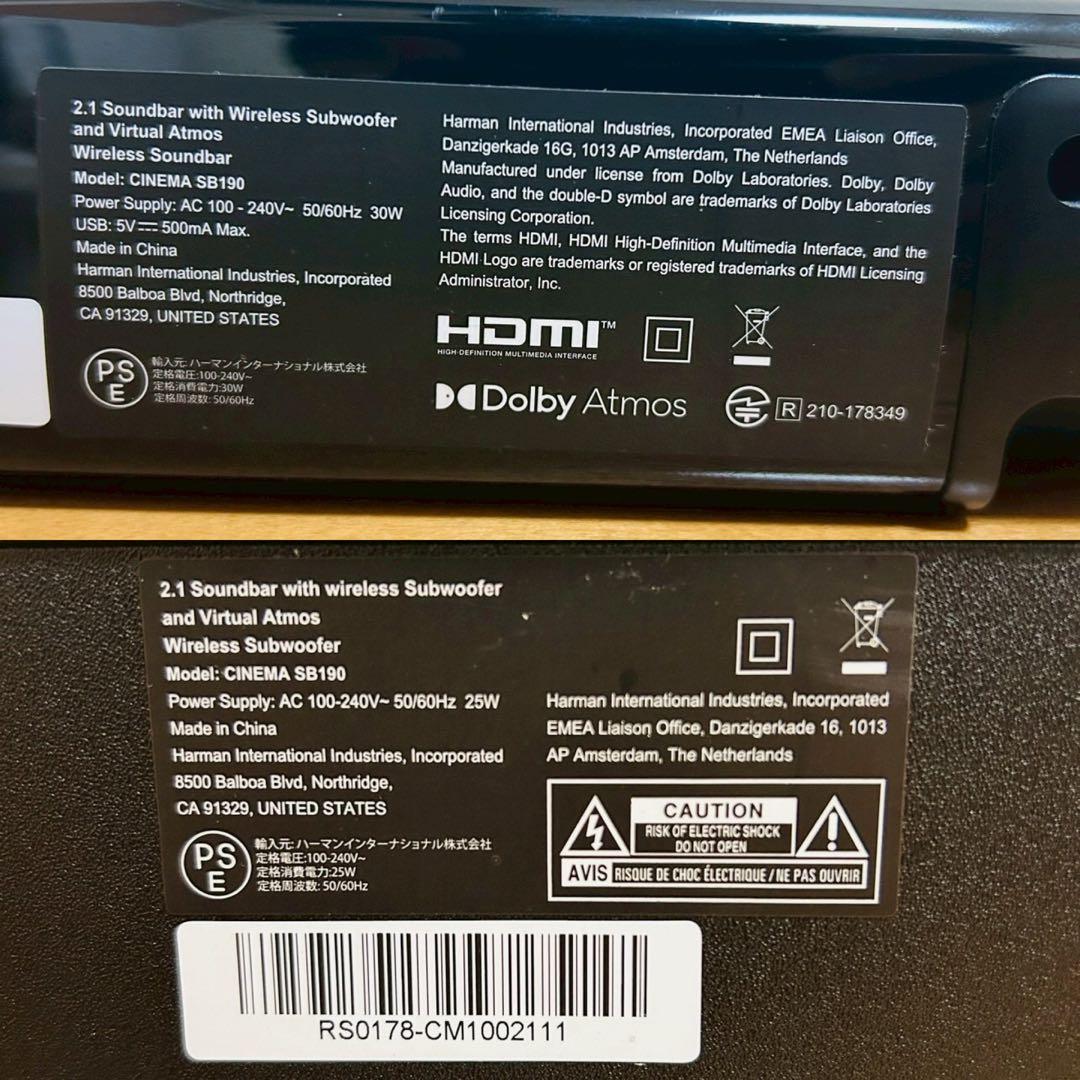 2.1 Soundbar with Wireless Subwoofer
and Virtual Atmos
Wireless Soundbar
Model: CINEMA SB190
Power Supply: AC 100 - 240V~ 50/60Hz 30W
USB: 5V⎓500mA Max.
Made in China
Harman International Industries, Incorporated
8500 Balboa Blvd, Northridge,
CA 91329, UNITED STATES
PS
E
輸入元: ハーマンインターナショナル株式会社
定格電圧:100-240V~
定格消費電力:30W
定格周波数: 50/60Hz
Harman International Industries, Incorporated EMEA Liaison Office,
Danzigerkade 16G, 1013 AP Amsterdam, The Netherlands
Manufactured under license from Dolby Laboratories. Dolby, Dolby
Audio, and the double-D symbol are trademarks of Dolby Laboratories
Licensing Corporation.
The terms HDMI, HDMI High-Definition Multimedia Interface, and the
HDMI Logo are trademarks or registered trademarks of HDMI Licensing
Administrator, Inc.
HDMI™
HIGH-DEFINITION MULTIMEDIA INTERFACE
Dolby Atmos
R 210-178349
2.1 Soundbar with wireless Subwoofer
and Virtual Atmos
Wireless Subwoofer
Model: CINEMA SB190
Power Supply: AC 100-240V~ 50/60Hz 25W
Made in China
Harman International Industries, Incorporated
8500 Balboa Blvd, Northridge,
CA 91329, UNITED STATES
PS
E
輸入元: ハーマンインターナショナル株式会社
定格電圧:100-240V~
定格消費電力:25W
定格周波数: 50/60Hz
Harman International Industries, Incorporated
EMEA Liaison Office, Danzigerkade 16, 1013
AP Amsterdam, The Netherlands
CAUTION
RISK OF ELECTRIC SHOCK
DO NOT OPEN
AVIS RISQUE DE CHOC ÉLECTRIQUE / NE PAS OUVRIR
RS0178-CM1002111